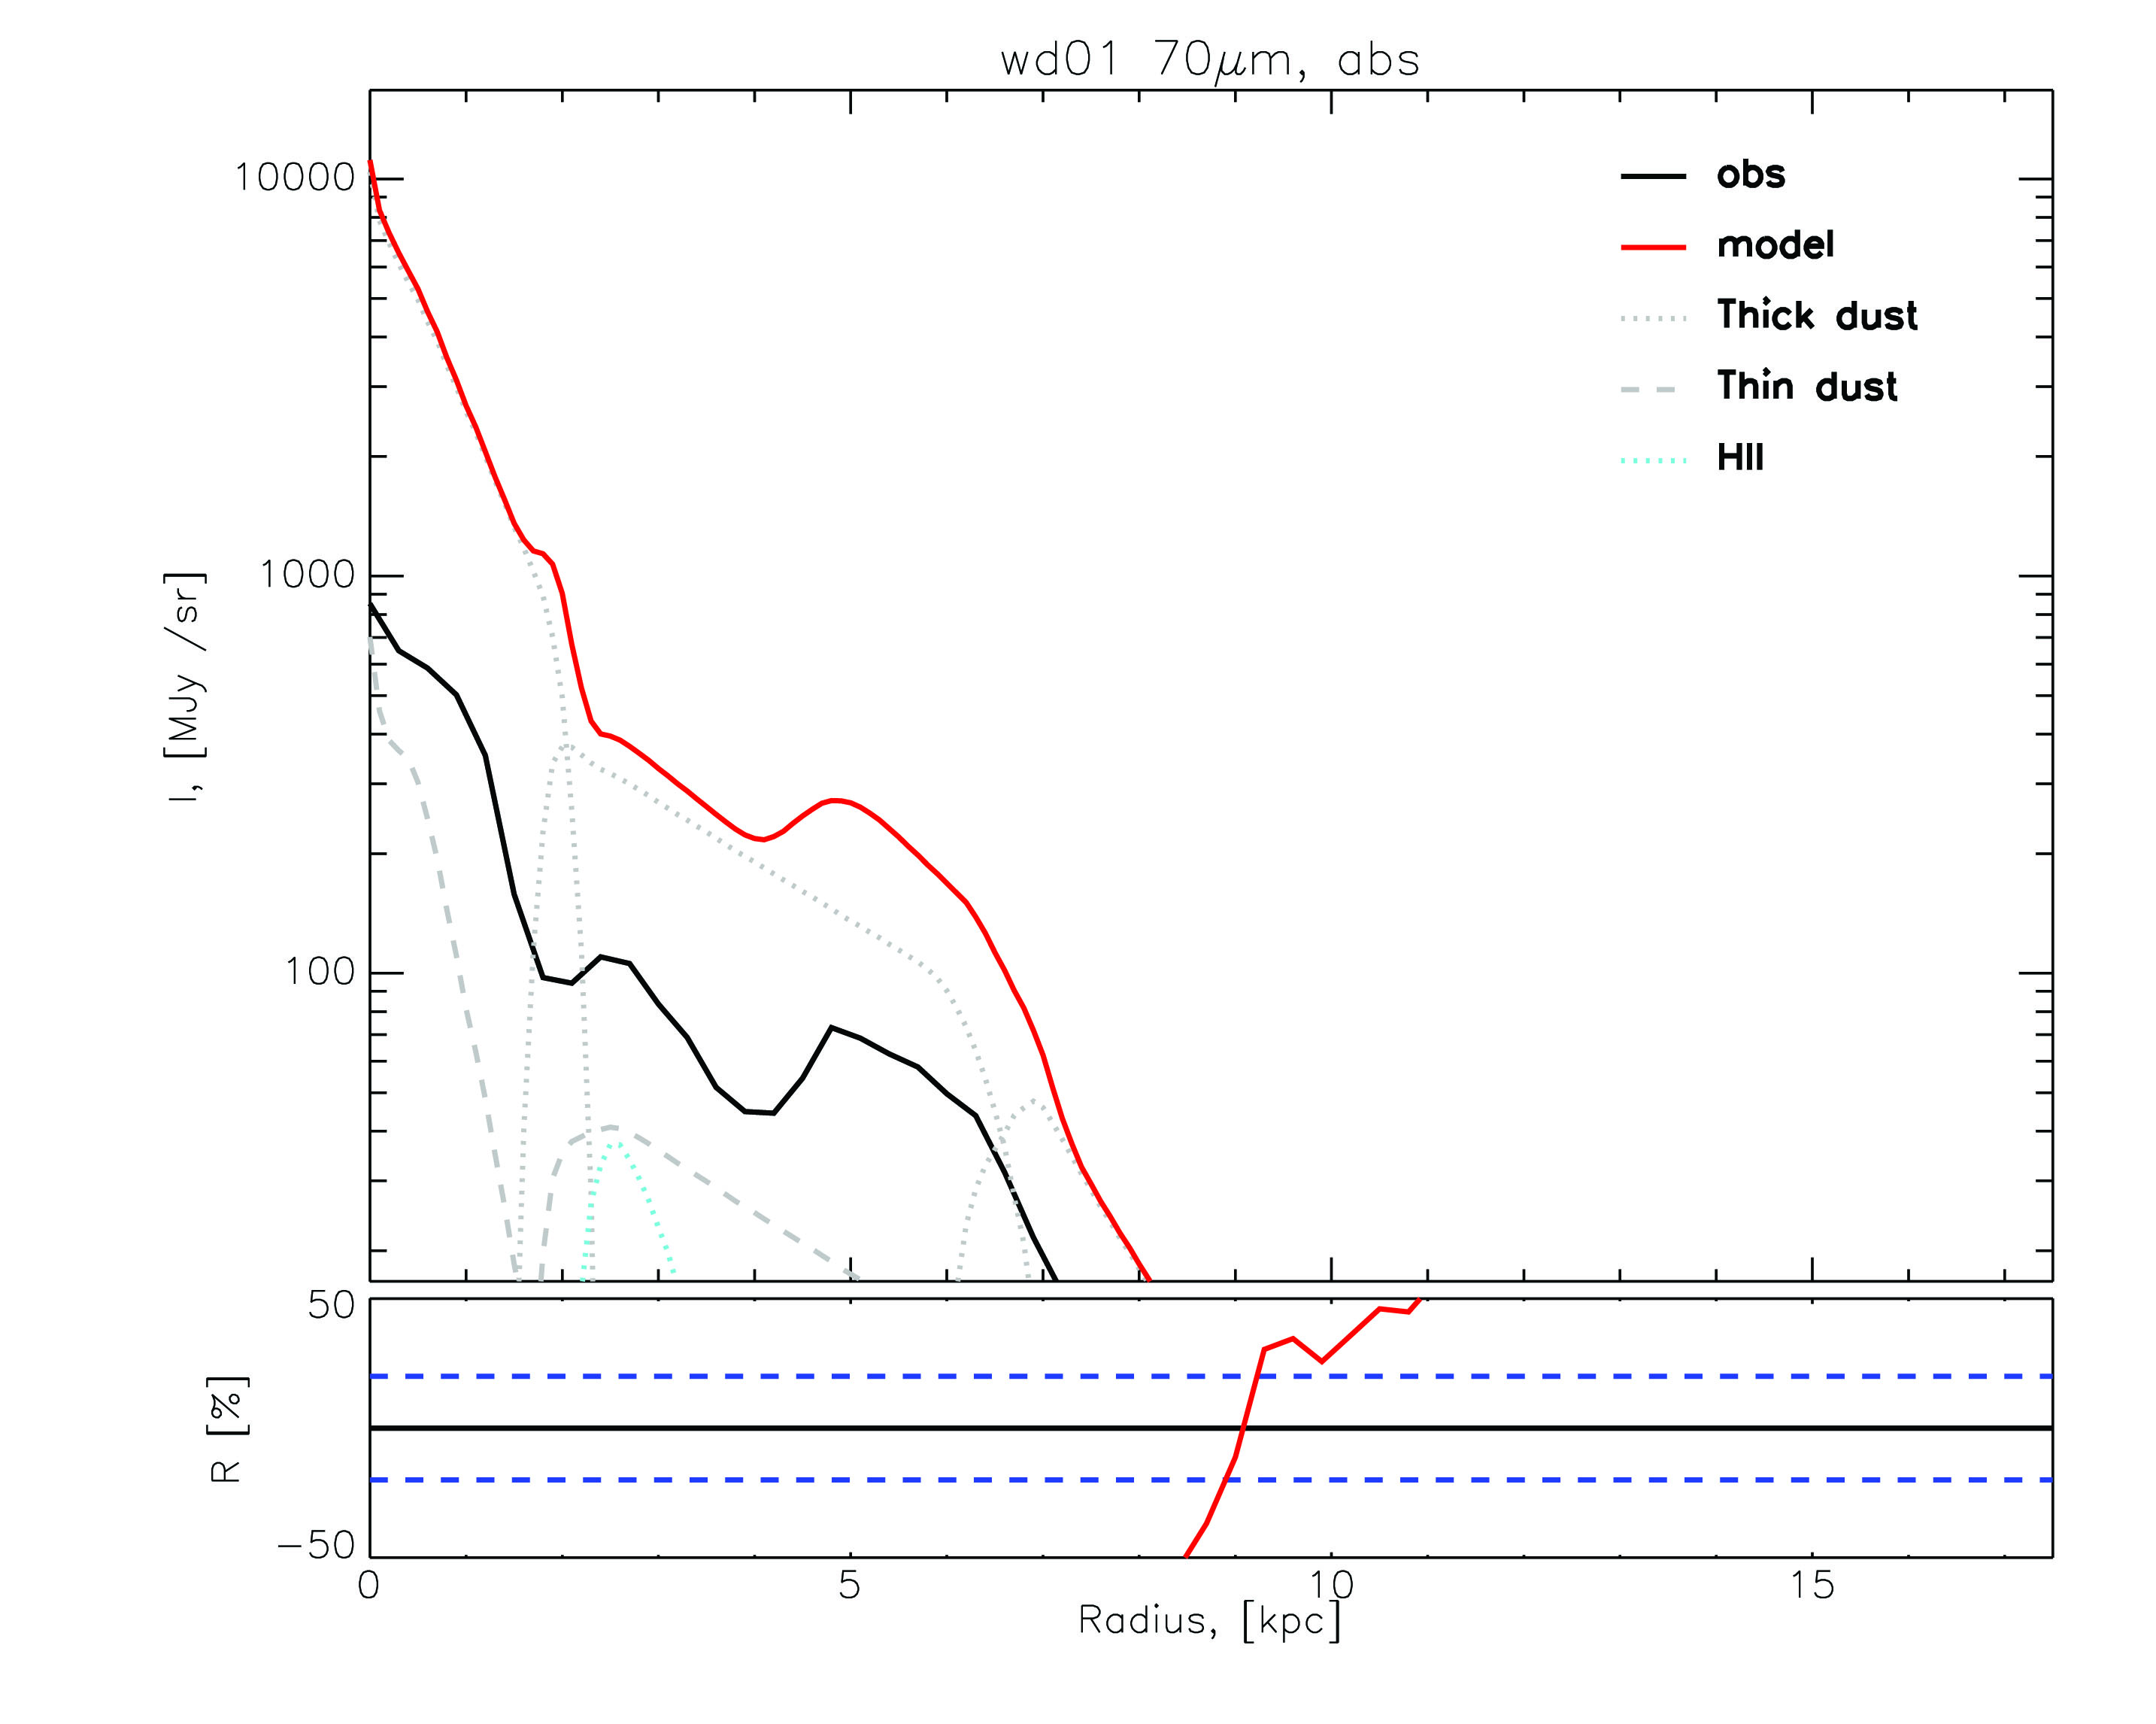 wd01 70μm, abs
10000
1000
100
I, [MJy /sr]
obs
model
Thick dust
Thin dust
HII
50
-50
R [%]
0 5 10 15
Radius, [kpc]